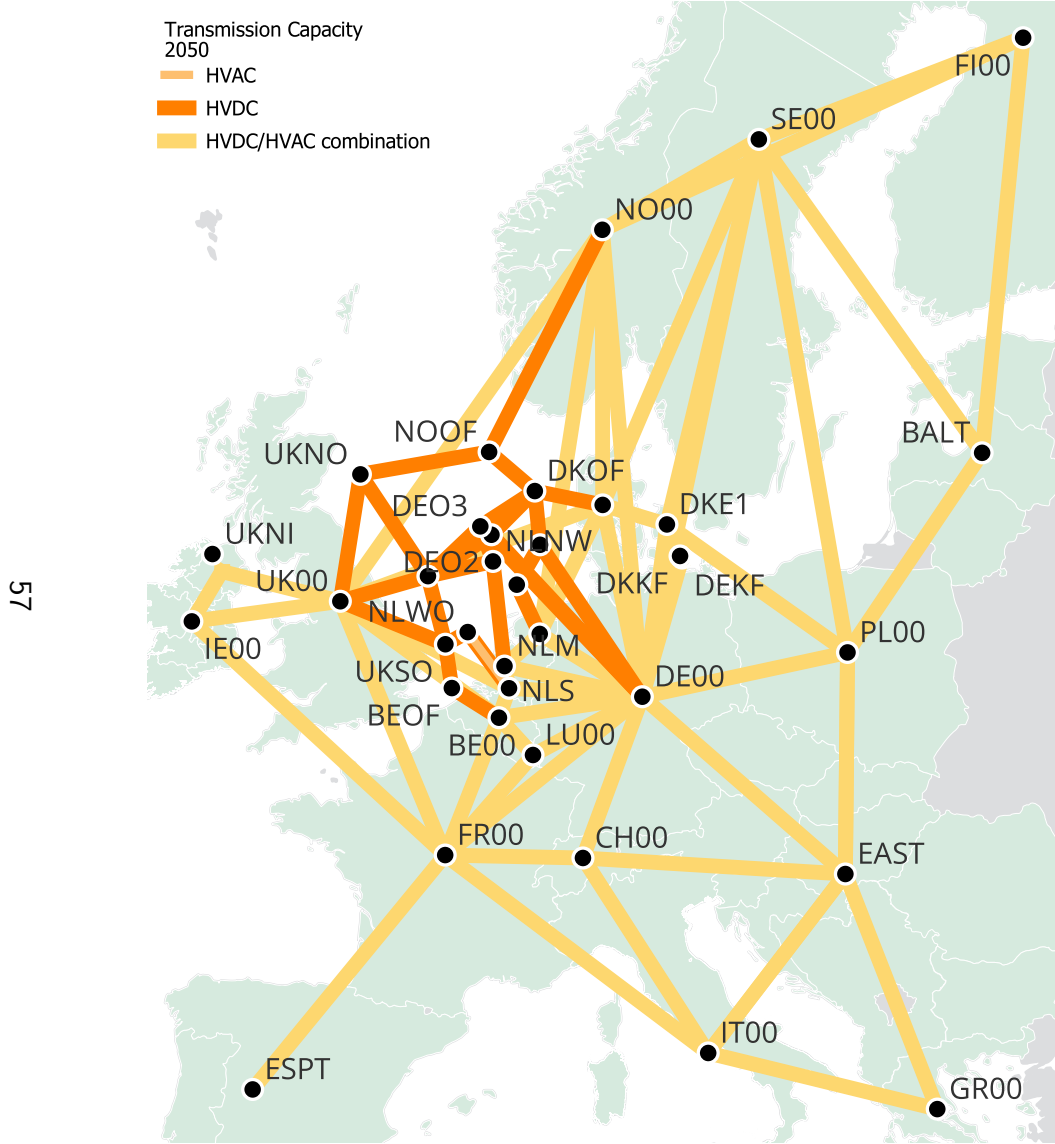 Transmission Capacity
2050
HVAC
HVDC
HVDC/HVAC combination
FI00
SE00
NO00
NOOF
BALT
UKNO
DKOF
DEO3
DKE1
UKNI
NLNW
DEO2
UK00
DKKF
DEKF
NLWO
57
PL00
IE00
NLM
UKSO
DE00
NLS
BEOF
LU00
BE00
FR00
CH00
EAST
IT00
ESPT
GR00